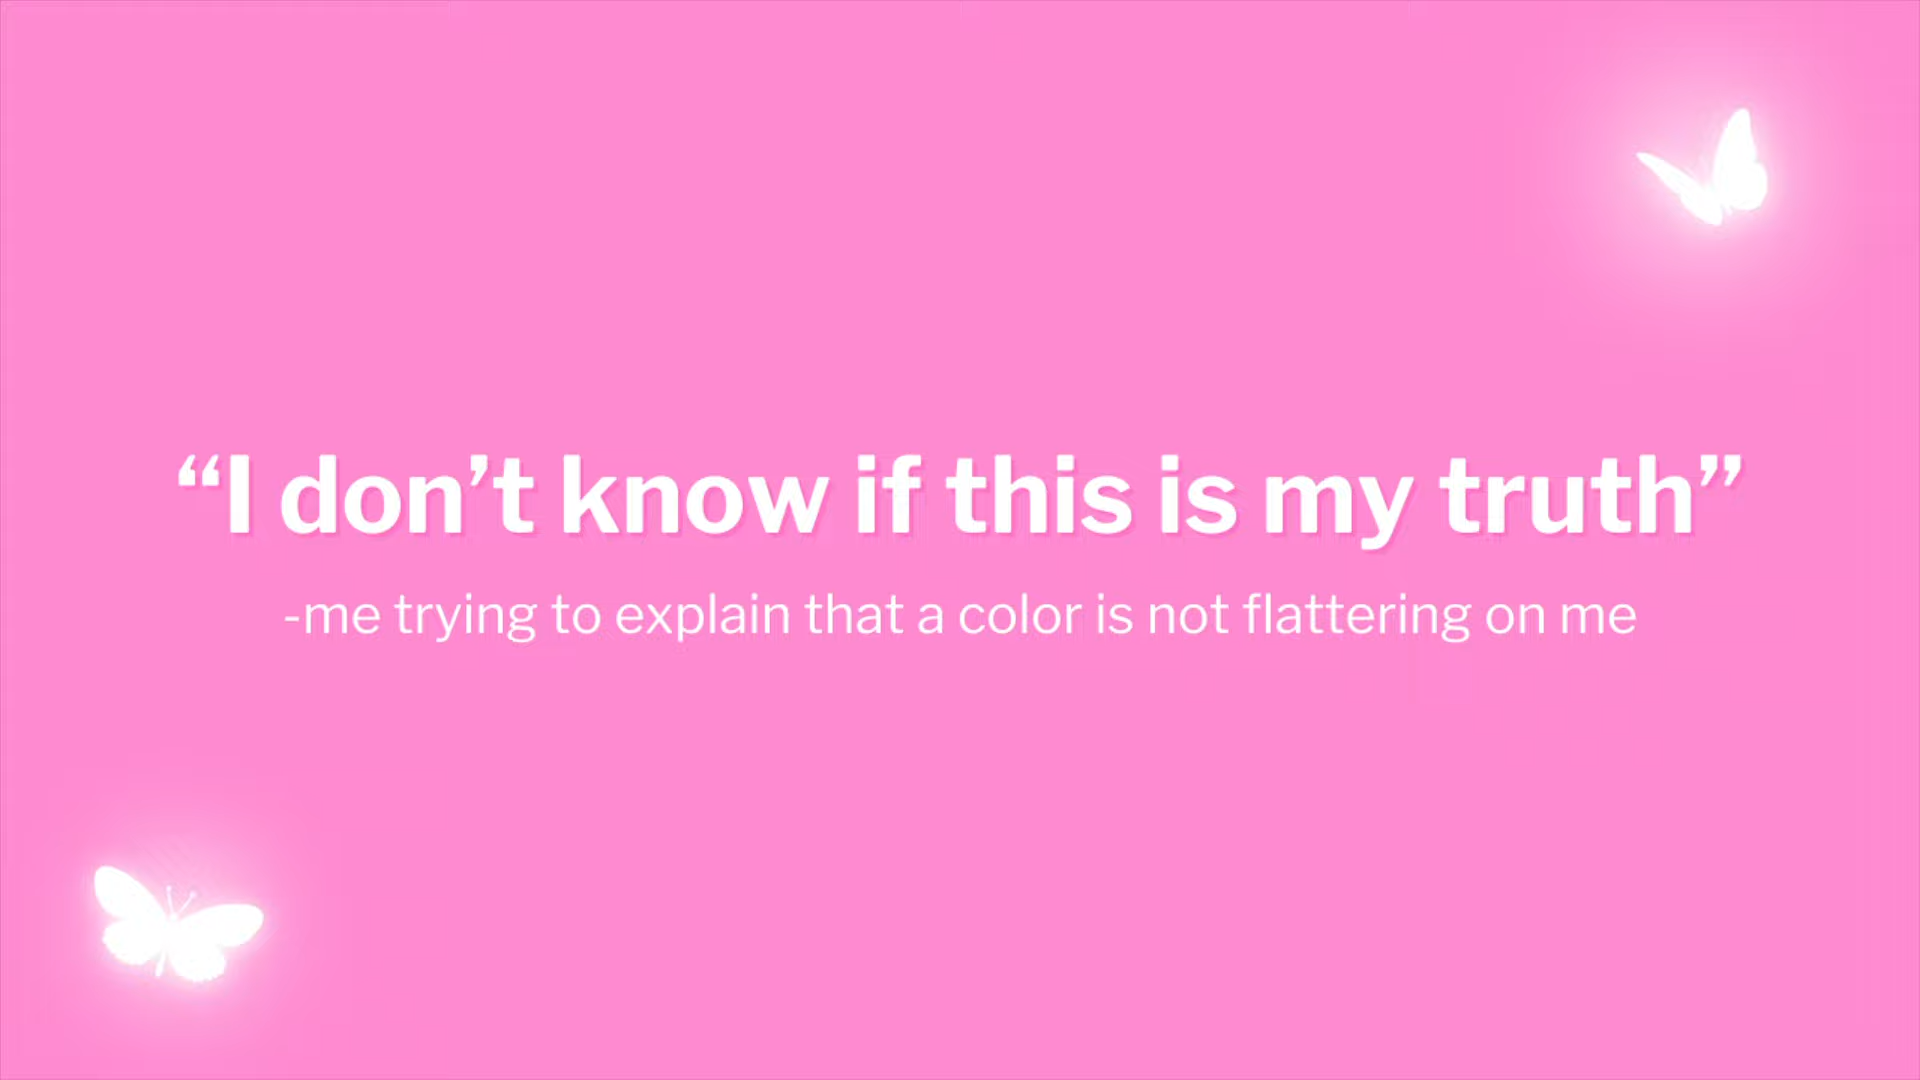 “I don’t know if this is my truth”
-me trying to explain that a color is not flattering on me